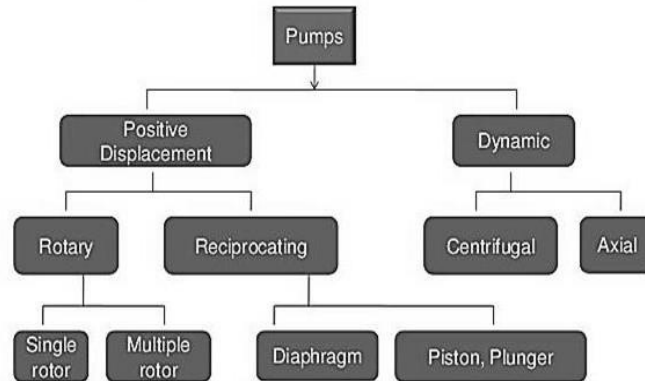 Pumps
Positive
Displacement
Dynamic
Rotary
Reciprocating
Centrifugal
Axial
Single
rotor
Multiple
rotor
Diaphragm
Piston, Plunger